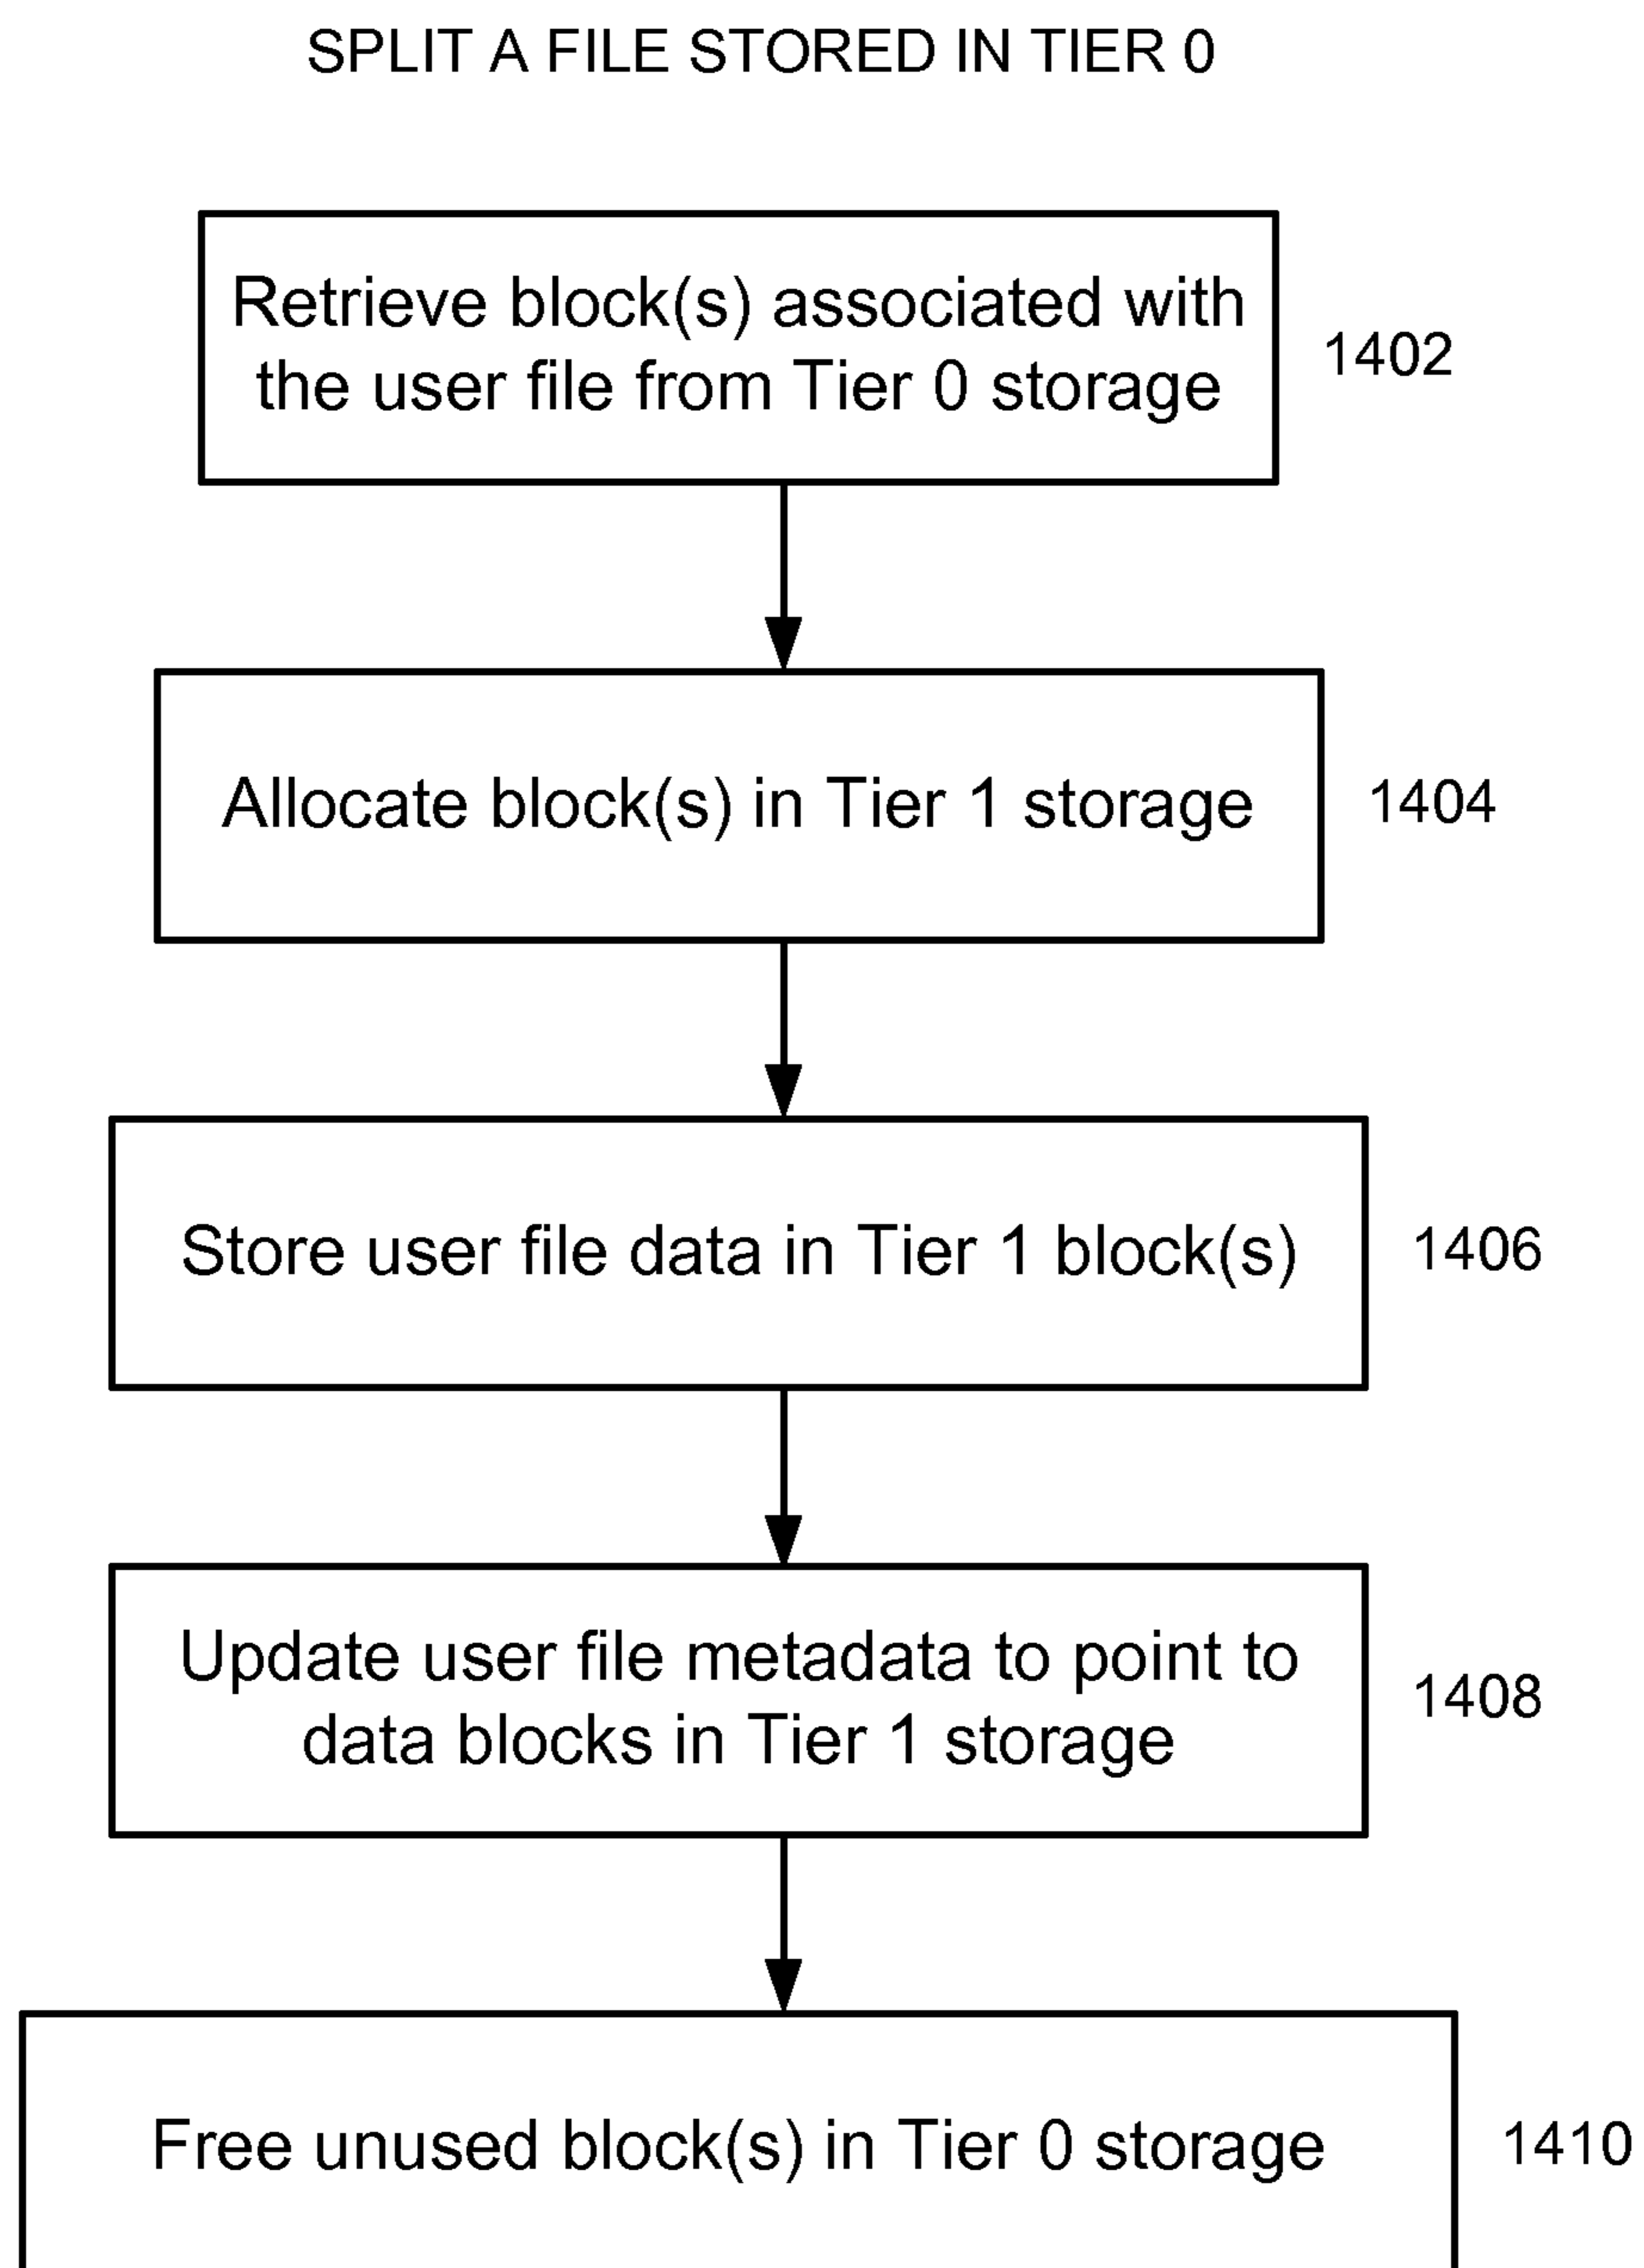 SPLIT A FILE STORED IN TIER 0
Retrieve block(s) associated with
the user file from Tier 0 storage
1402
Allocate block(s) in Tier 1 storage
1404
Store user file data in Tier 1 block(s)
1406
Update user file metadata to point to
data blocks in Tier 1 storage
1408
Free unused block(s) in Tier 0 storage
1410